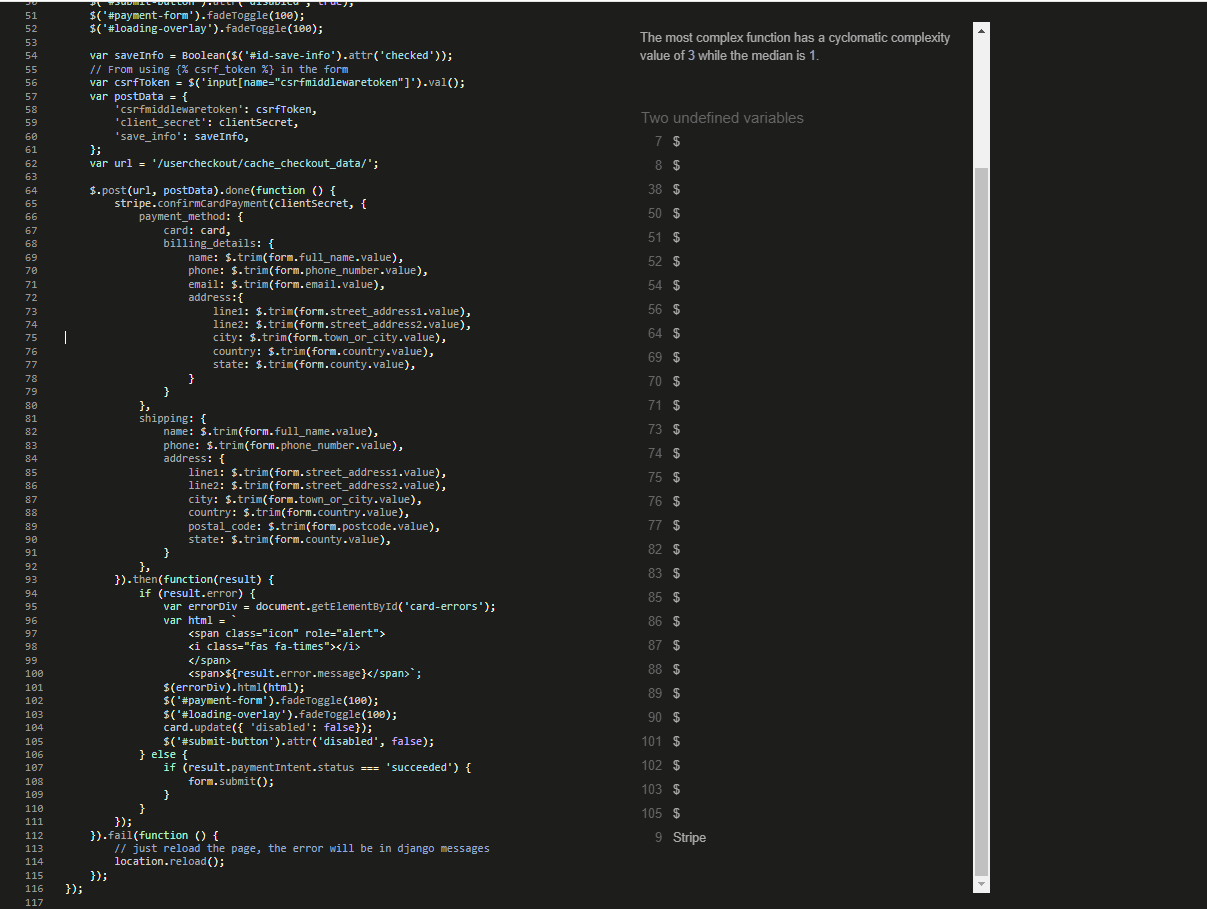 50 $('#submit-button').attr('disabled', true);
51 $('#payment-form').fadeToggle(100);
52 $('#loading-overlay').fadeToggle(100);
53
54 var saveInfo = Boolean($('#id-save-info').attr('checked'));
55 // From using {% csrf_token %} in the form
56 var csrfToken = $('input[name="csrfmiddlewaretoken"]').val();
57 var postData = {
58 'csrfmiddlewaretoken': csrfToken,
59 'client_secret': clientSecret,
60 'save_info': saveInfo,
61 };
62 var url = '/usercheckout/cache_checkout_data/';
63
64 $.post(url, postData).done(function () {
65 stripe.confirmCardPayment(clientSecret, {
66 payment_method: {
67 card: card,
68 billing_details: {
69 name: $.trim(form.full_name.value),
70 phone: $.trim(form.phone_number.value),
71 email: $.trim(form.email.value),
72 address:{
73 line1: $.trim(form.street_address1.value),
74 line2: $.trim(form.street_address2.value),
75 city: $.trim(form.town_or_city.value),
76 country: $.trim(form.country.value),
77 state: $.trim(form.county.value),
78 }
79 }
80 },
81 shipping: {
82 name: $.trim(form.full_name.value),
83 phone: $.trim(form.phone_number.value),
84 address: {
85 line1: $.trim(form.street_address1.value),
86 line2: $.trim(form.street_address2.value),
87 city: $.trim(form.town_or_city.value),
88 country: $.trim(form.country.value),
89 postal_code: $.trim(form.postcode.value),
90 state: $.trim(form.county.value),
91 }
92 },
93 }).then(function(result) {
94 if (result.error) {
95 var errorDiv = document.getElementById('card-errors');
96 var html = `
97 <span class="icon" role="alert">
98 <i class="fas fa-times"></i>
99 </span>
100 <span>${result.error.message}</span>`;
101 $(errorDiv).html(html);
102 $('#payment-form').fadeToggle(100);
103 $('#loading-overlay').fadeToggle(100);
104 card.update({ 'disabled': false});
105 $('#submit-button').attr('disabled', false);
106 } else {
107 if (result.paymentIntent.status === 'succeeded') {
108 form.submit();
109 }
110 }
111 });
112 }).fail(function () {
113 // just reload the page, the error will be in django messages
114 location.reload();
115 });
116 });
117
The most complex function has a cyclomatic complexity
value of 3 while the median is 1.
Two undefined variables
7 $
8 $
38 $
50 $
51 $
52 $
54 $
56 $
64 $
69 $
70 $
71 $
73 $
74 $
75 $
76 $
77 $
82 $
83 $
85 $
86 $
87 $
88 $
89 $
90 $
101 $
102 $
103 $
105 $
9 Stripe